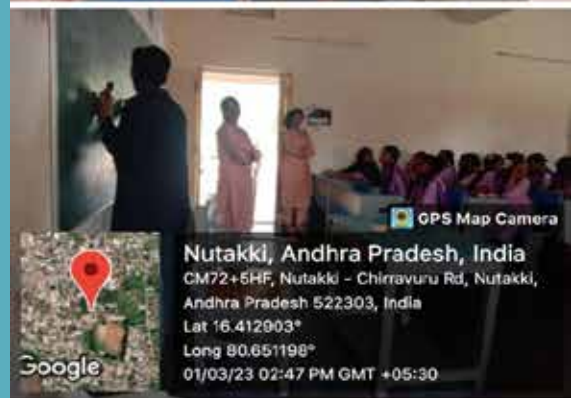 GPS Map Camera
Nutakki, Andhra Pradesh, India
CM72+5HF, Nutakki - Chirravuru Rd, Nutakki,
Andhra Pradesh 522303, India
Lat 16.412903°
Long 80.651198°
01/03/23 02:47 PM GMT +05:30
Google